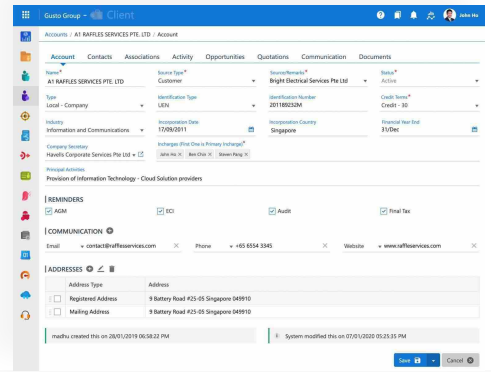 Gusto Group - Client
John Ho
Accounts / A1 RAFFLES SERVICES PTE. LTD / Account
Account Contacts Associations Activity Opportunities Quotations Communication Documents
Name* Source Type* Source/Remarks* Status*
A1 RAFFLES SERVICES PTE. LTD Customer Bright Electrical Services Pte Ltd Active
Type Identification Type Identification Number Credit Terms*
Local - Company UEN 201189232M Credit - 30
Industry Incorporation Date Incorporation Country Financial Year End
Information and Communications 17/09/2011 Singapore 31/Dec
Company Secretary Incharges (First One is Primary Incharge)*
Havells Corporate Services Pte Ltd John Ho × Ben Chin × Steven Pang ×
Principal Activities
Provision of Information Technology - Cloud Solution providers
REMINDERS
AGM ECI Audit Final Tax
COMMUNICATION
Email contact@rafflesservices.com × Phone +65 6554 3345 × Website www.raffleservices.com ×
ADDRESSES
Address Type Address
Registered Address 9 Battery Road #25-05 Singapore 049910
Mailing Address 9 Battery Road #25-05 Singapore 049910
madhu created this on 28/01/2019 06:58:22 PM System modified this on 07/01/2020 05:25:35 PM
Save Cancel